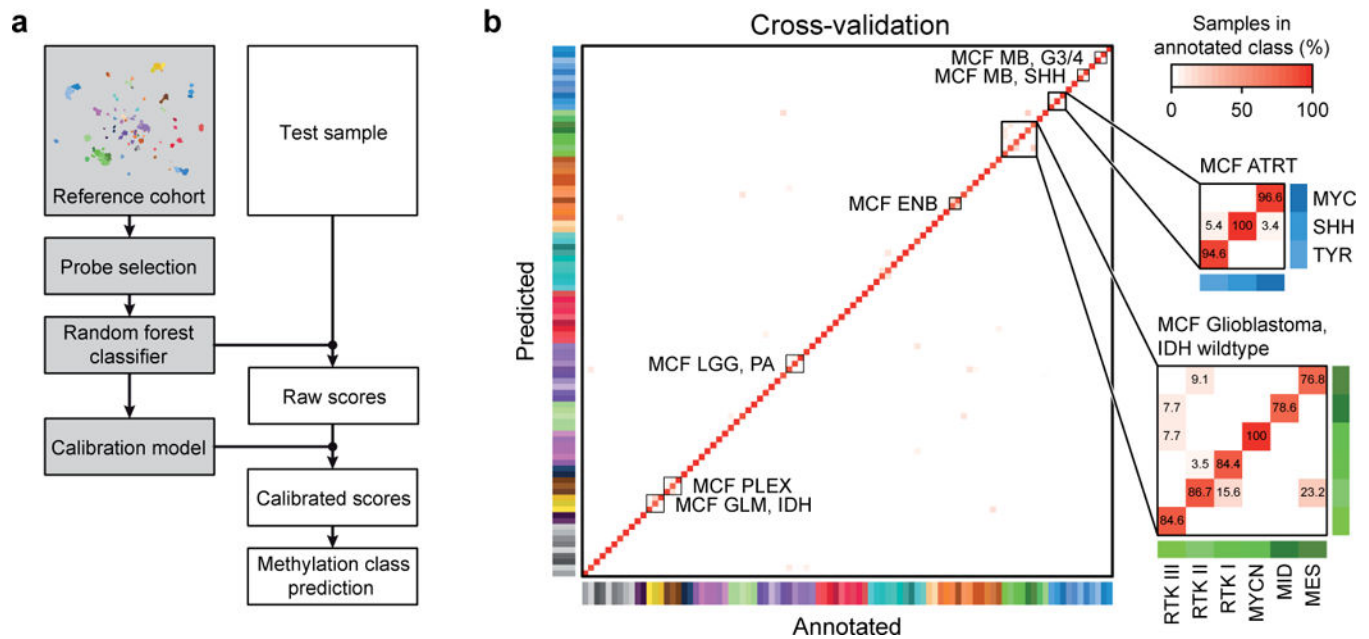 a
Reference cohort
Test sample
Probe selection
Random forest
classifier
Raw scores
Calibration model
Calibrated scores
Methylation class
prediction
b
Cross-validation
Predicted
Annotated
MCF MB, G3/4
MCF MB, SHH
MCF ENB
MCF LGG, PA
MCF PLEX
MCF GLM, IDH
Samples in
annotated class (%)
0 50 100
MCF ATRT
96.6 MYC
5.4 100 3.4 SHH
94.6 TYR
MCF Glioblastoma,
IDH wildtype
9.1 76.8
7.7 78.6
7.7 100
3.5 84.4
86.7 15.6 23.2
84.6
RTK III
RTK II
RTK I
MYCN
MID
MES